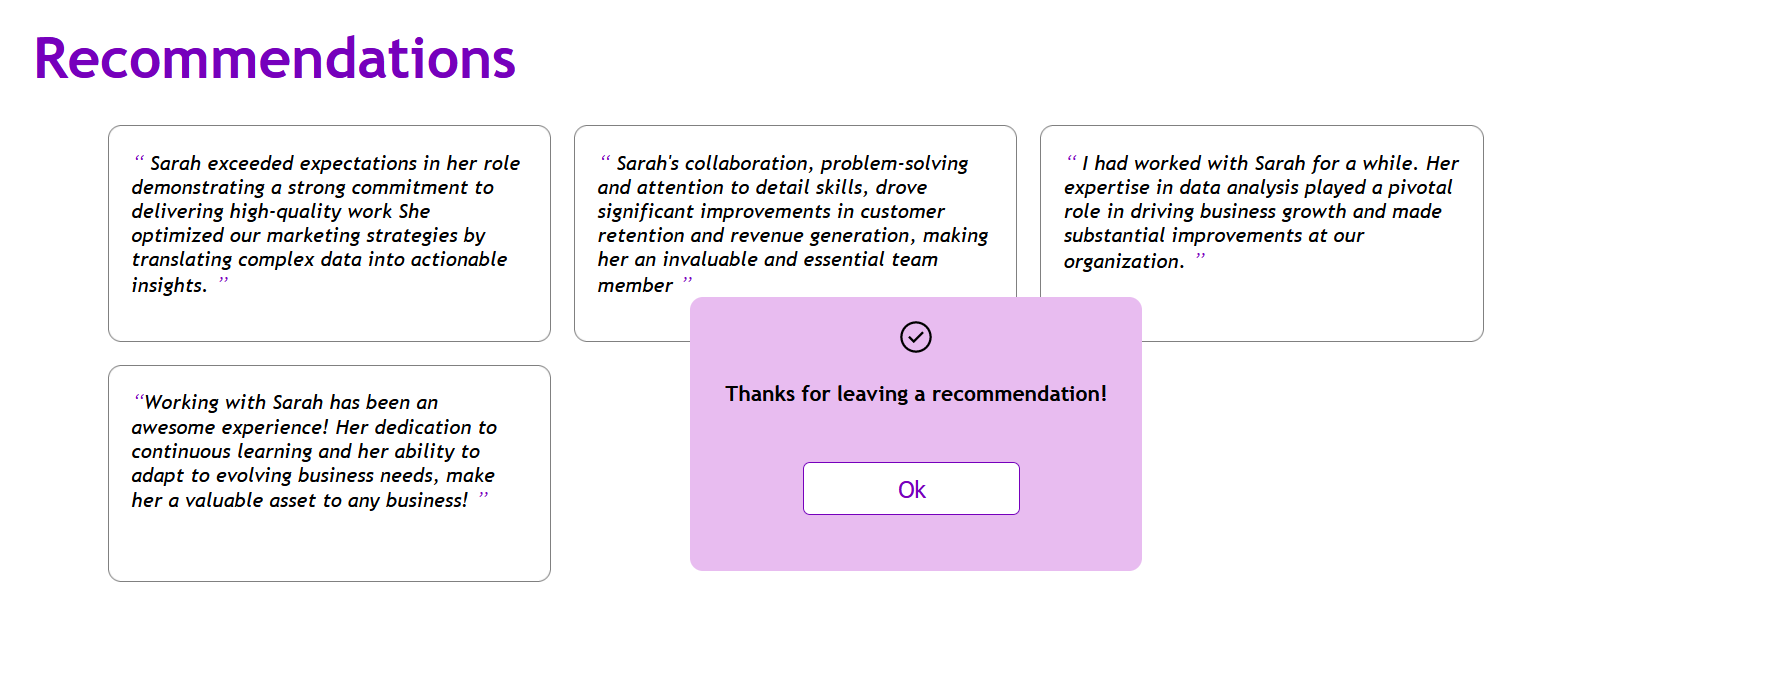 Recommendations
“ Sarah exceeded expectations in her role
demonstrating a strong commitment to
delivering high-quality work She
optimized our marketing strategies by
translating complex data into actionable
insights. ”
“ Sarah's collaboration, problem-solving
and attention to detail skills, drove
significant improvements in customer
retention and revenue generation, making
her an invaluable and essential team
member ”
“ I had worked with Sarah for a while. Her
expertise in data analysis played a pivotal
role in driving business growth and made
substantial improvements at our
organization. ”
“Working with Sarah has been an
awesome experience! Her dedication to
continuous learning and her ability to
adapt to evolving business needs, make
her a valuable asset to any business! ”
Thanks for leaving a recommendation!
Ok